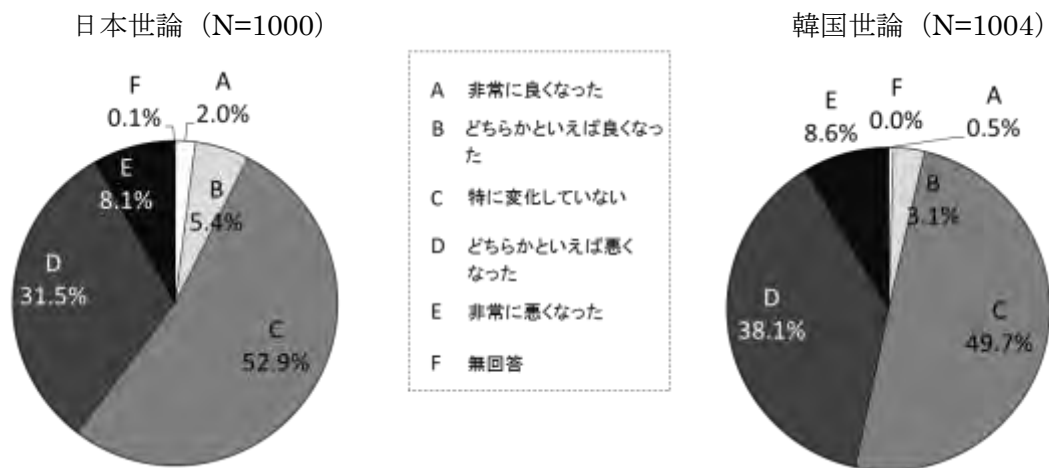 日本世論（N=1000）
F
0.1%
A
2.0%
E
8.1%
B
5.4%
D
31.5%
C
52.9%
A 非常に良くなった
B どちらかといえば良くなっ
た
C 特に変化していない
D どちらかといえば悪く
なった
E 非常に悪くなった
F 無回答
韓国世論（N=1004）
E
8.6%
F
0.0%
A
0.5%
B
3.1%
D
38.1%
C
49.7%